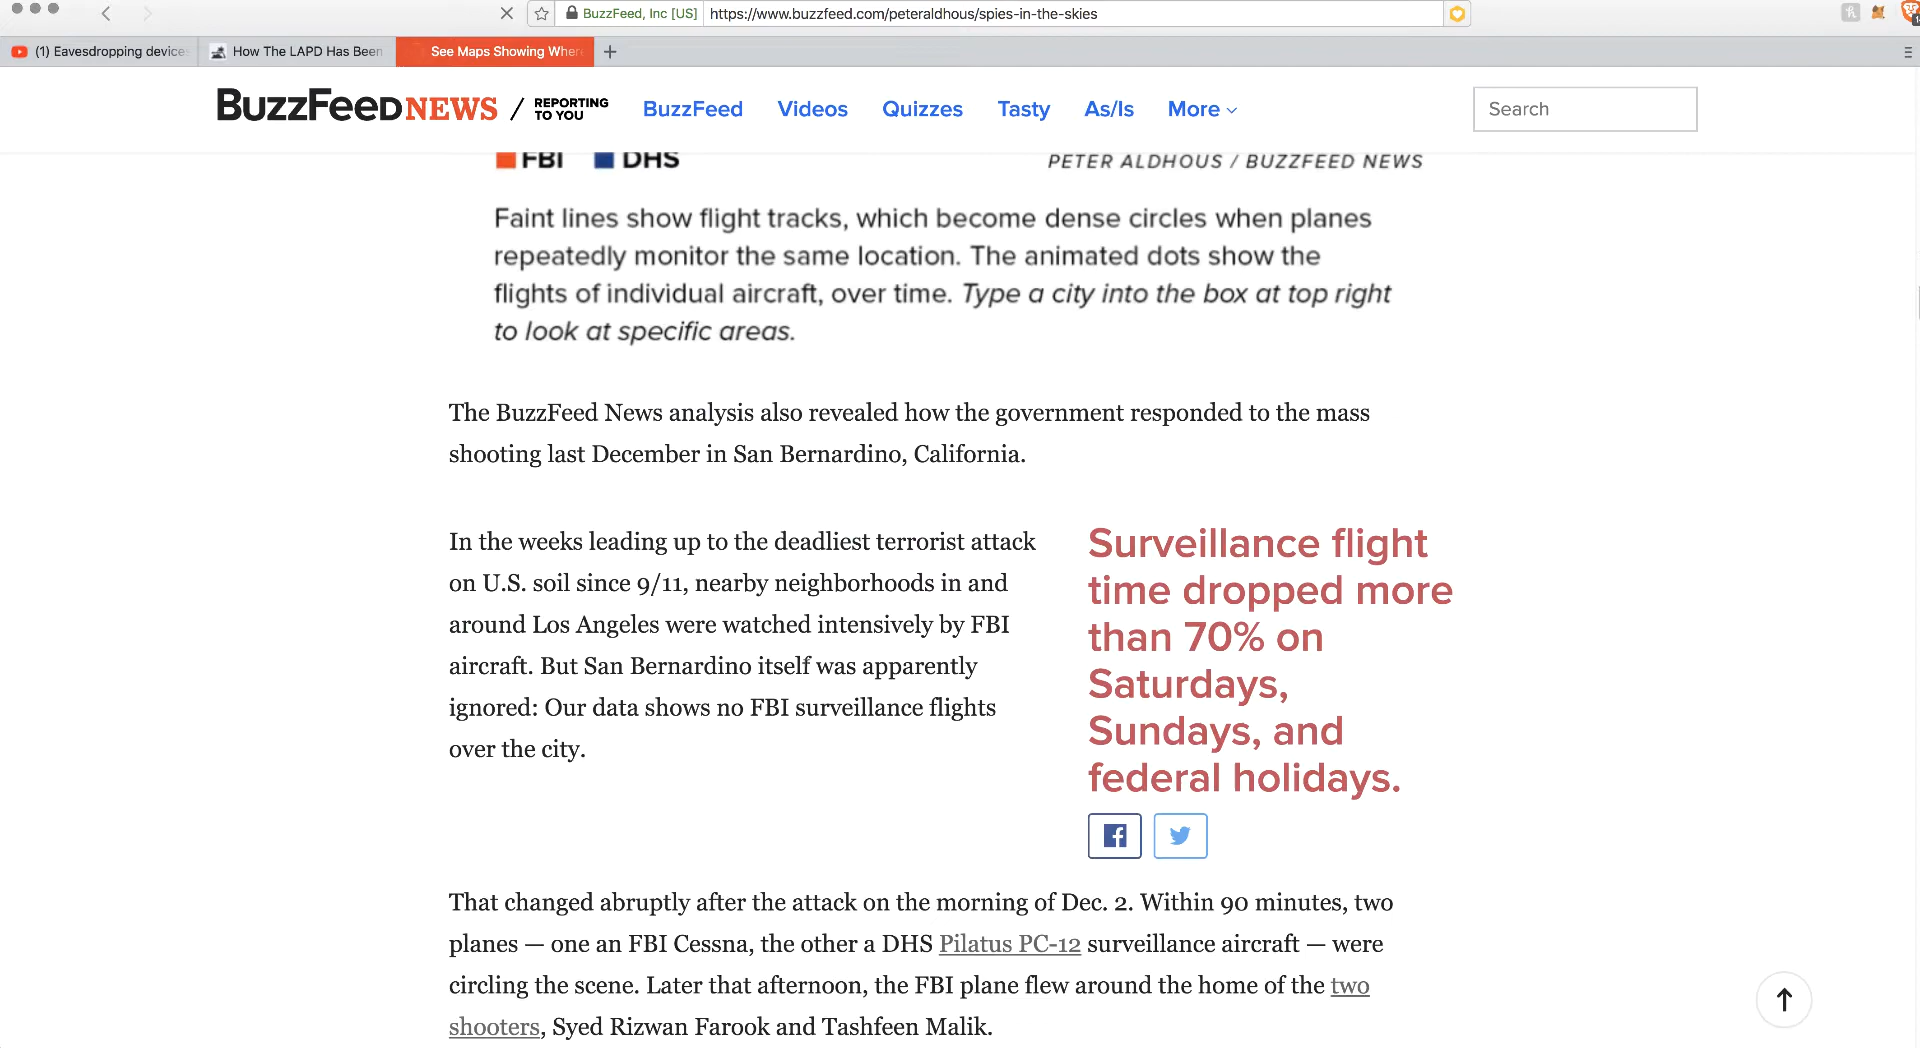 BuzzFeed, Inc [US]
https://www.buzzfeed.com/peteraldhous/spies-in-the-skies
(1) Eavesdropping device
How The LAPD Has Been
See Maps Showing Where
BuzzFeed NEWS / REPORTING TO YOU
BuzzFeed Videos Quizzes Tasty As/Is More
Search
FBI DHS
PETER ALDHOUS / BUZZFEED NEWS
Faint lines show flight tracks, which become dense circles when planes
repeatedly monitor the same location. The animated dots show the
flights of individual aircraft, over time. Type a city into the box at top right
to look at specific areas.
The BuzzFeed News analysis also revealed how the government responded to the mass
shooting last December in San Bernardino, California.
In the weeks leading up to the deadliest terrorist attack
on U.S. soil since 9/11, nearby neighborhoods in and
around Los Angeles were watched intensively by FBI
aircraft. But San Bernardino itself was apparently
ignored: Our data shows no FBI surveillance flights
over the city.
Surveillance flight
time dropped more
than 70% on
Saturdays,
Sundays, and
federal holidays.
That changed abruptly after the attack on the morning of Dec. 2. Within 90 minutes, two
planes — one an FBI Cessna, the other a DHS Pilatus PC-12 surveillance aircraft — were
circling the scene. Later that afternoon, the FBI plane flew around the home of the two
shooters, Syed Rizwan Farook and Tashfeen Malik.